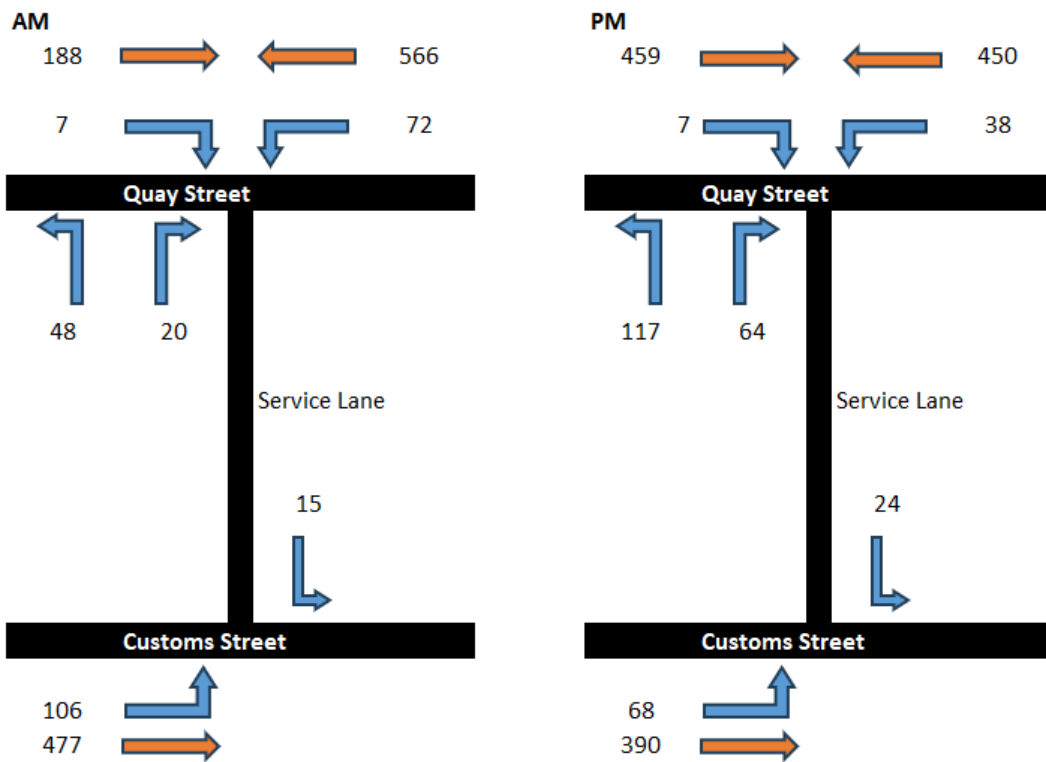 AM
188 566
7 72
Quay Street
48 20
Service Lane
15
Customs Street
106
477
PM
459 450
7 38
Quay Street
117 64
Service Lane
24
Customs Street
68
390